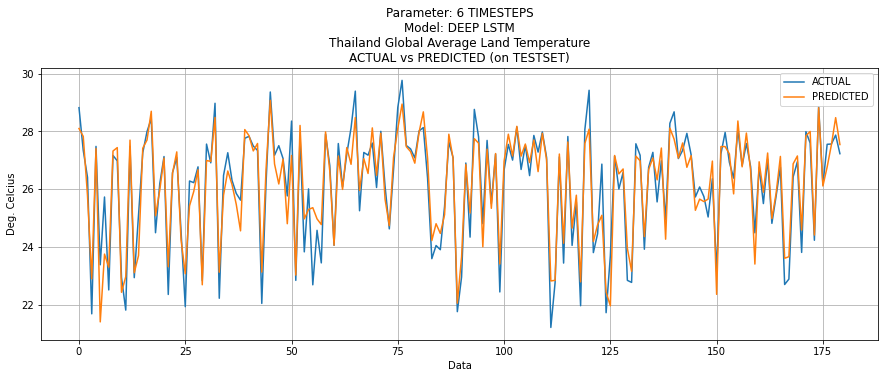 Parameter: 6 TIMESTEPS
Model: DEEP LSTM
Thailand Global Average Land Temperature
ACTUAL vs PREDICTED (on TESTSET)
30
28
26
24
22
Deg. Celcius
ACTUAL
PREDICTED
0 25 50 75 100 125 150 175
Data